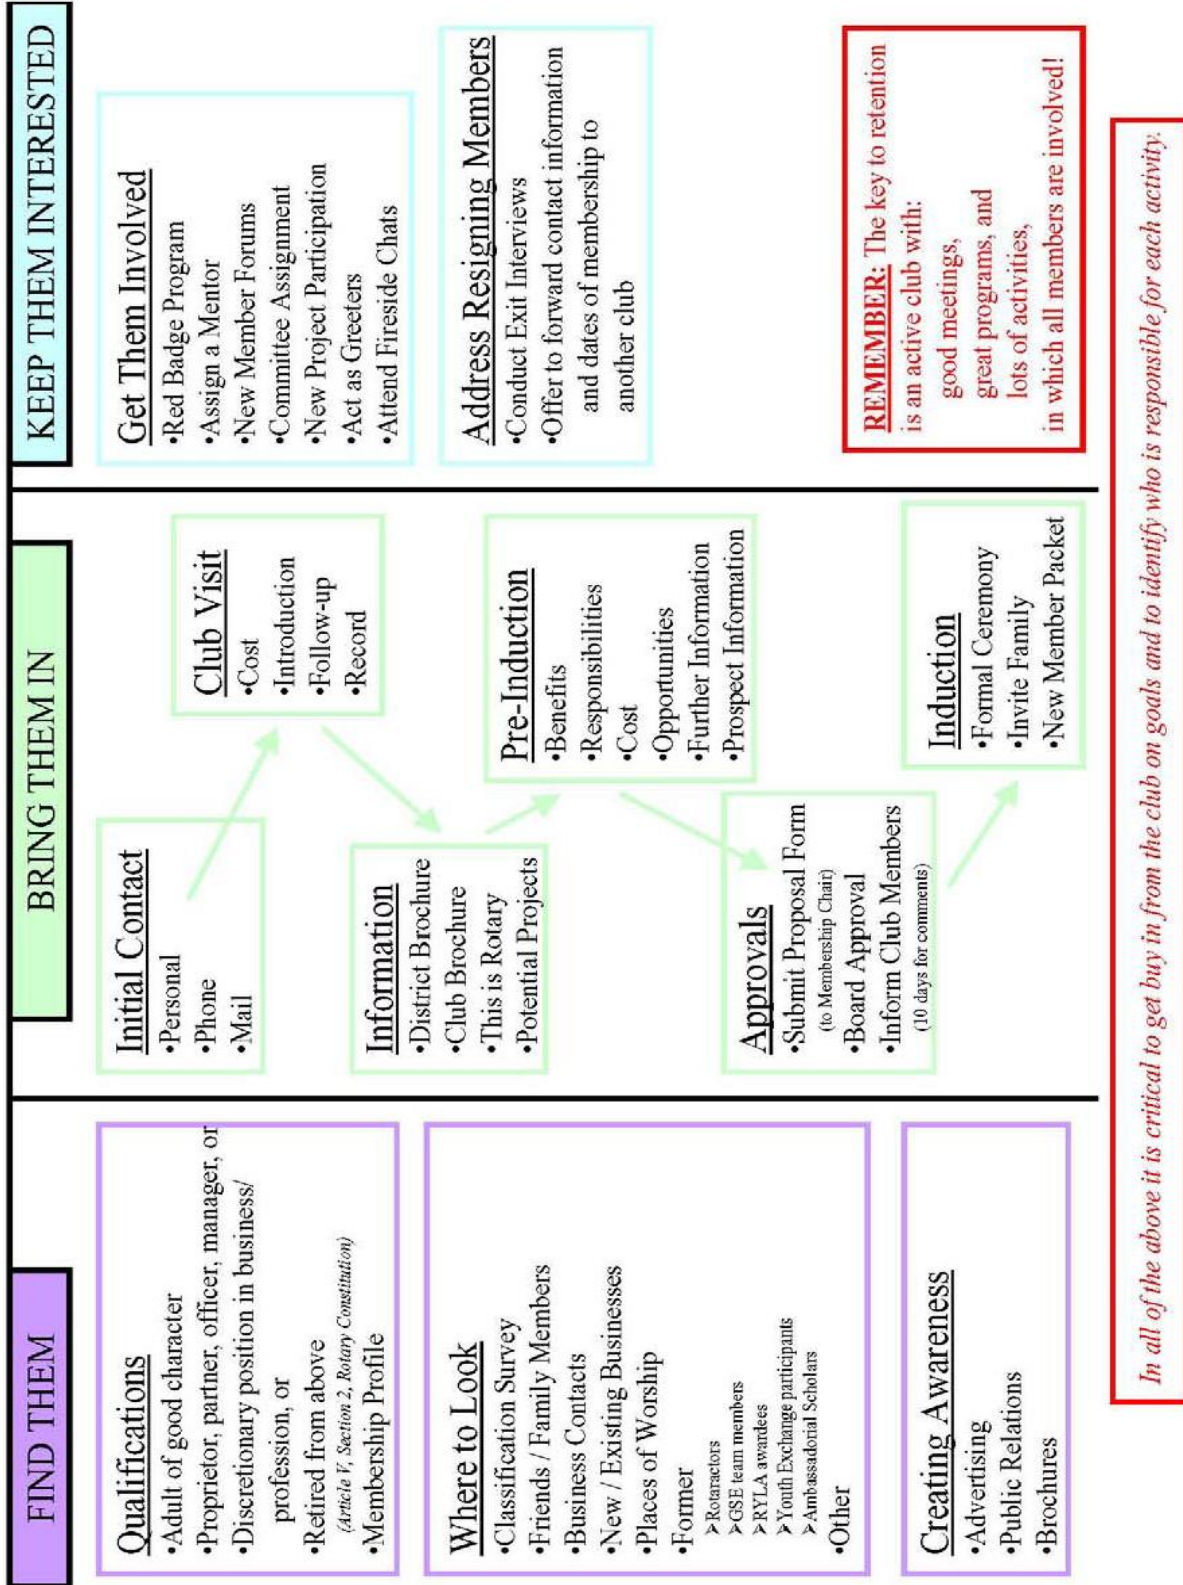 FIND THEM
Qualifications
•Adult of good character
•Proprietor, partner, officer, manager, or
•Discretionary position in business/
profession, or
•Retired from above
(Article V, Section 2, Rotary Constitution)
•Membership Profile
Where to Look
•Classification Survey
•Friends / Family Members
•Business Contacts
•New / Existing Businesses
•Places of Worship
•Former
➢Rotaractors
➢GSE team members
➢RYLA awardees
➢Youth Exchange participants
➢Ambassadorial Scholars
•Other
Creating Awareness
•Advertising
•Public Relations
•Brochures
BRING THEM IN
Initial Contact
•Personal
•Phone
•Mail
Club Visit
•Cost
•Introduction
•Follow-up
•Record
Information
•District Brochure
•Club Brochure
•This is Rotary
•Potential Projects
Pre-Induction
•Benefits
•Responsibilities
•Cost
•Opportunities
•Further Information
•Prospect Information
Approvals
•Submit Proposal Form
(to Membership Chair)
•Board Approval
•Inform Club Members
(10 days for comments)
Induction
•Formal Ceremony
•Invite Family
•New Member Packet
KEEP THEM INTERESTED
Get Them Involved
•Red Badge Program
•Assign a Mentor
•New Member Forums
•Committee Assignment
•New Project Participation
•Act as Greeters
•Attend Fireside Chats
Address Resigning Members
•Conduct Exit Interviews
•Offer to forward contact information
and dates of membership to
another club
REMEMBER: The key to retention
is an active club with:
good meetings,
great programs, and
lots of activities,
in which all members are involved!
In all of the above it is critical to get buy in from the club on goals and to identify who is responsible for each activity.